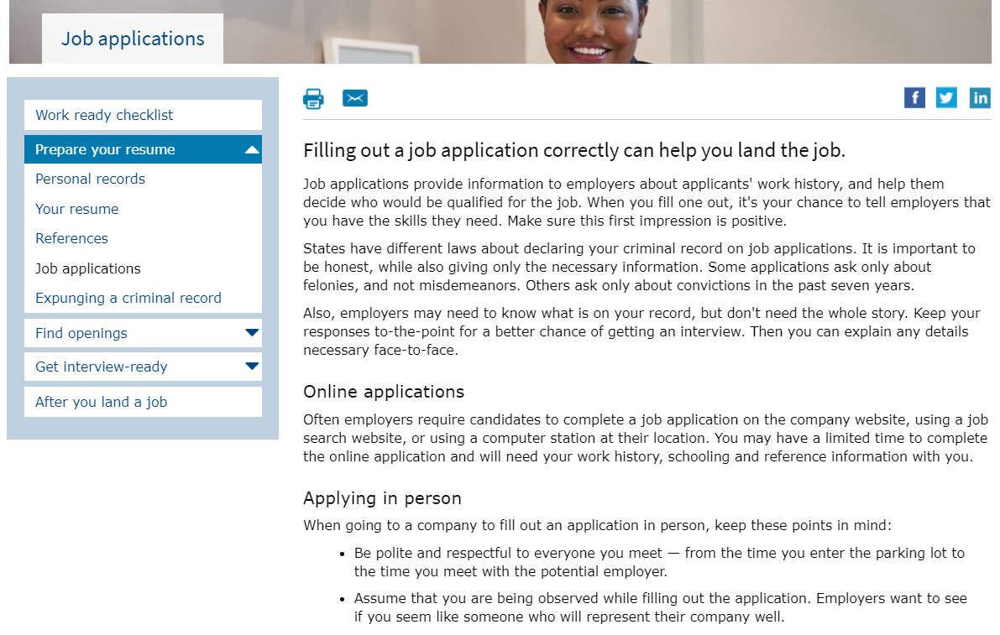 Job applications
Work ready checklist
Prepare your resume
Personal records
Your resume
References
Job applications
Expunging a criminal record
Find openings
Get interview-ready
After you land a job
f
in
Filling out a job application correctly can help you land the job.
Job applications provide information to employers about applicants' work history, and help them
decide who would be qualified for the job. When you fill one out, it's your chance to tell employers that
you have the skills they need. Make sure this first impression is positive.
States have different laws about declaring your criminal record on job applications. It is important to
be honest, while also giving only the necessary information. Some applications ask only about
felonies, and not misdemeanors. Others ask only about convictions in the past seven years.
Also, employers may need to know what is on your record, but don't need the whole story. Keep your
responses to-the-point for a better chance of getting an interview. Then you can explain any details
necessary face-to-face.
Online applications
Often employers require candidates to complete a job application on the company website, using a job
search website, or using a computer station at their location. You may have a limited time to complete
the online application and will need your work history, schooling and reference information with you.
Applying in person
When going to a company to fill out an application in person, keep these points in mind:
• Be polite and respectful to everyone you meet — from the time you enter the parking lot to
the time you meet with the potential employer.
• Assume that you are being observed while filling out the application. Employers want to see
if you seem like someone who will represent their company well.